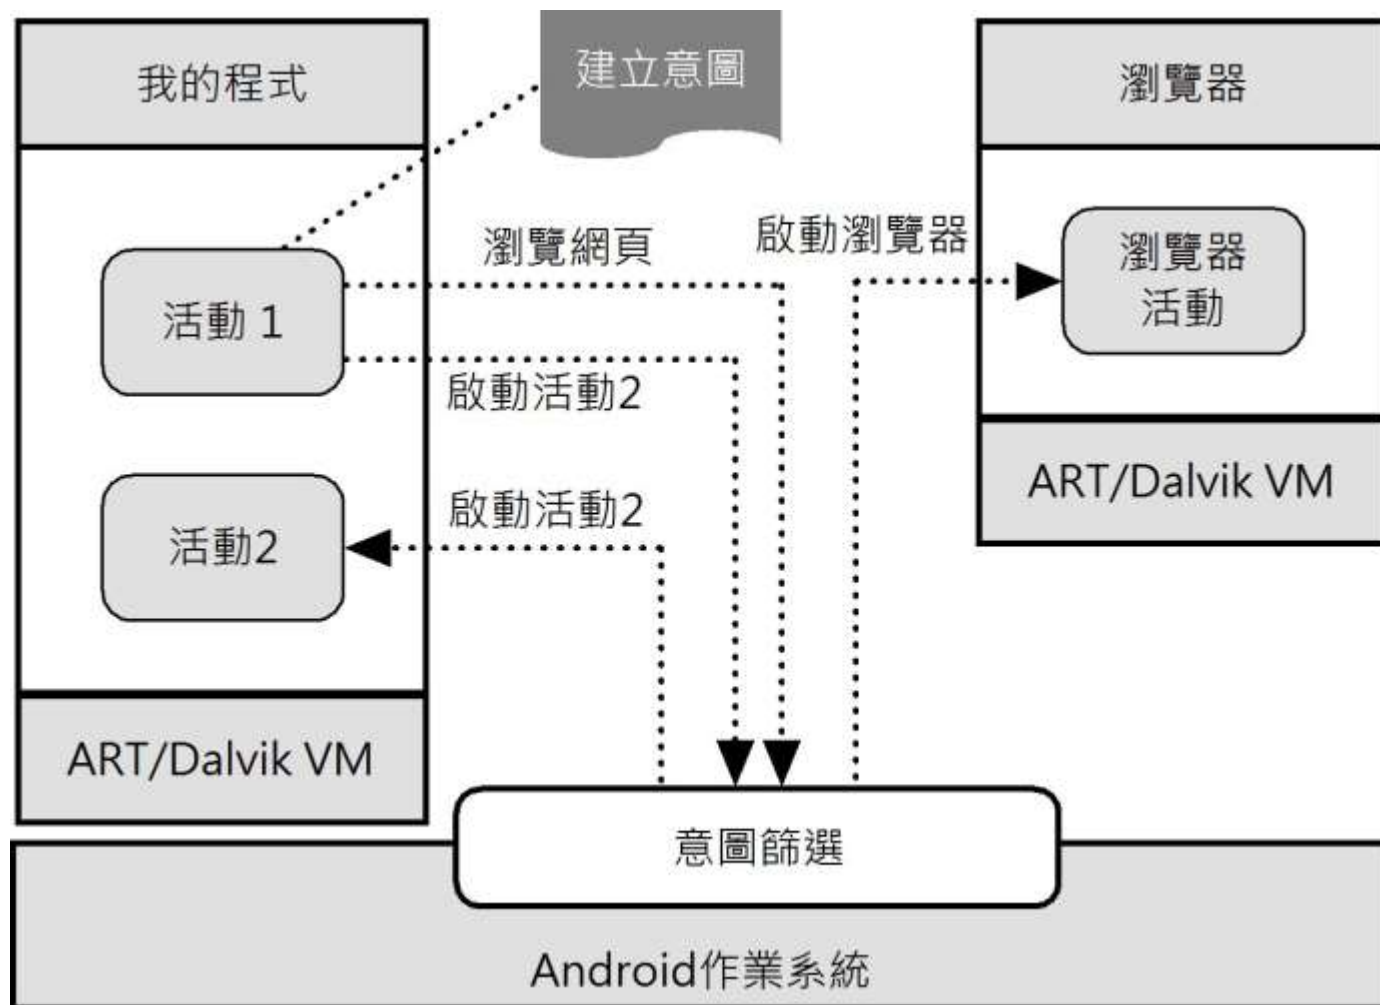 我的程式
建立意圖
瀏覽器
瀏覽網頁
啟動瀏覽器
瀏覽器
活動
活動 1
啟動活動2
啟動活動2
活動2
ART/Dalvik VM
ART/Dalvik VM
意圖篩選
Android作業系統